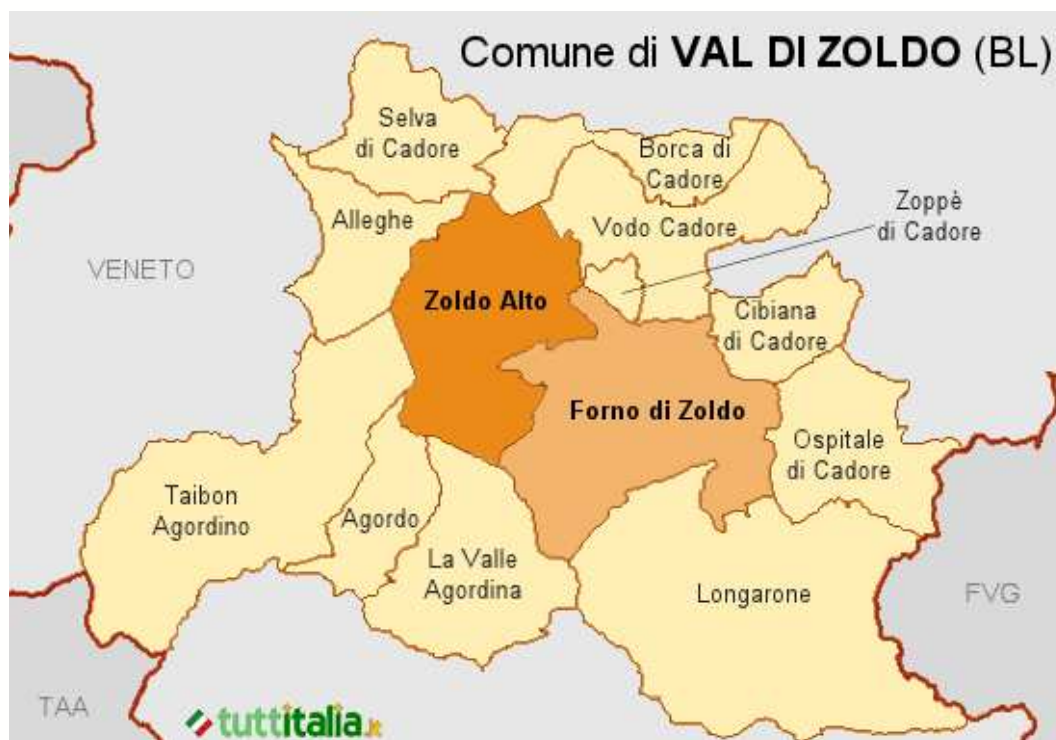 Comune di VAL DI ZOLDO (BL)
Selva
di Cadore
Borca di
Cadore
Zoppè
di Cadore
Alleghe
Vodo Cadore
VENETO
Zoldo Alto
Cibiana
di Cadore
Forno di Zoldo
Ospitale
di Cadore
Taibon
Agordino
Agordo
La Valle
Agordina
Longarone
FVG
TAA
tuttitalia.it